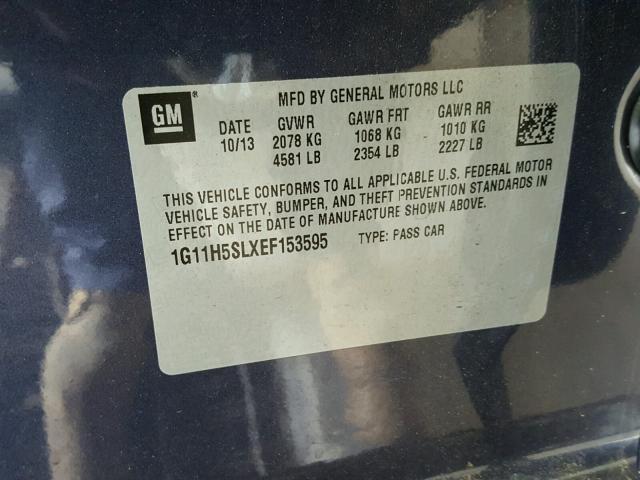 GM®
MFD BY GENERAL MOTORS LLC
DATE GVWR GAWR FRT GAWR RR
10/13 2078 KG 1068 KG 1010 KG
4581 LB 2354 LB 2227 LB
THIS VEHICLE CONFORMS TO ALL APPLICABLE U.S. FEDERAL MOTOR
VEHICLE SAFETY, BUMPER, AND THEFT PREVENTION STANDARDS IN
EFFECT ON THE DATE OF MANUFACTURE SHOWN ABOVE.
1G11H5SLXEF153595 TYPE: PASS CAR